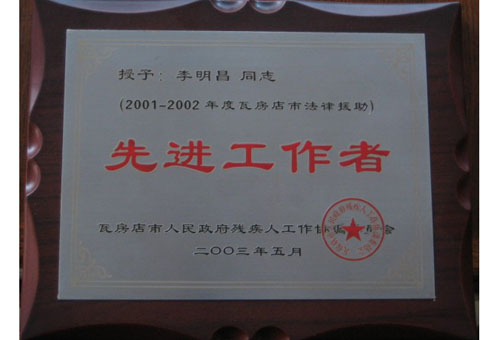 授予：李明昌 同志
(2001-2002年度瓦房店市法律援助)
先进工作者
瓦房店市人民政府残疾人工作协调委员会
二〇〇三年五月